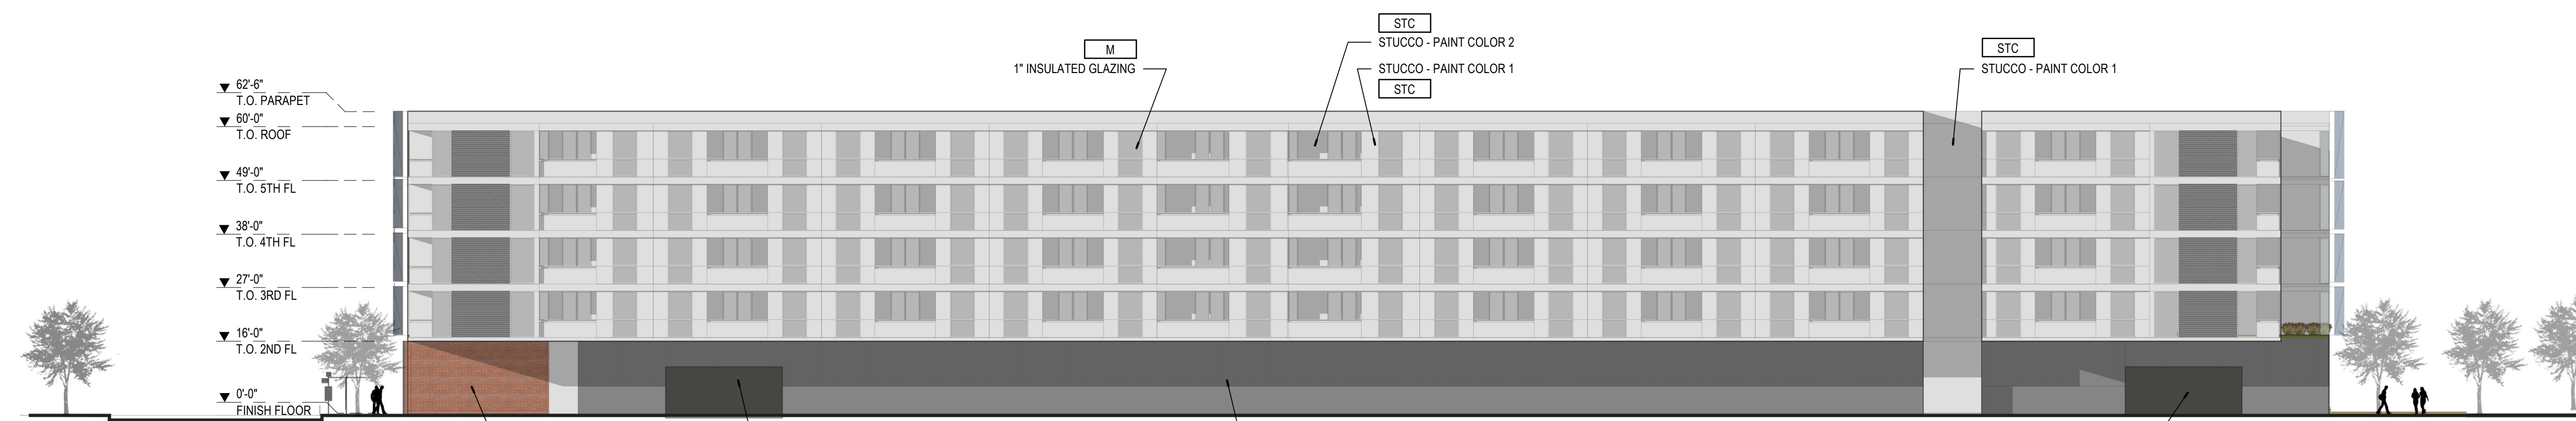 STC
STUCCO - PAINT COLOR 2
M
1" INSULATED GLAZING
STUCCO - PAINT COLOR 1
STC
STC
STUCCO - PAINT COLOR 1
62'-6"
T.O. PARAPET
60'-0"
T.O. ROOF
49'-0"
T.O. 5TH FL
38'-0"
T.O. 4TH FL
27'-0"
T.O. 3RD FL
16'-0"
T.O. 2ND FL
0'-0"
FINISH FLOOR